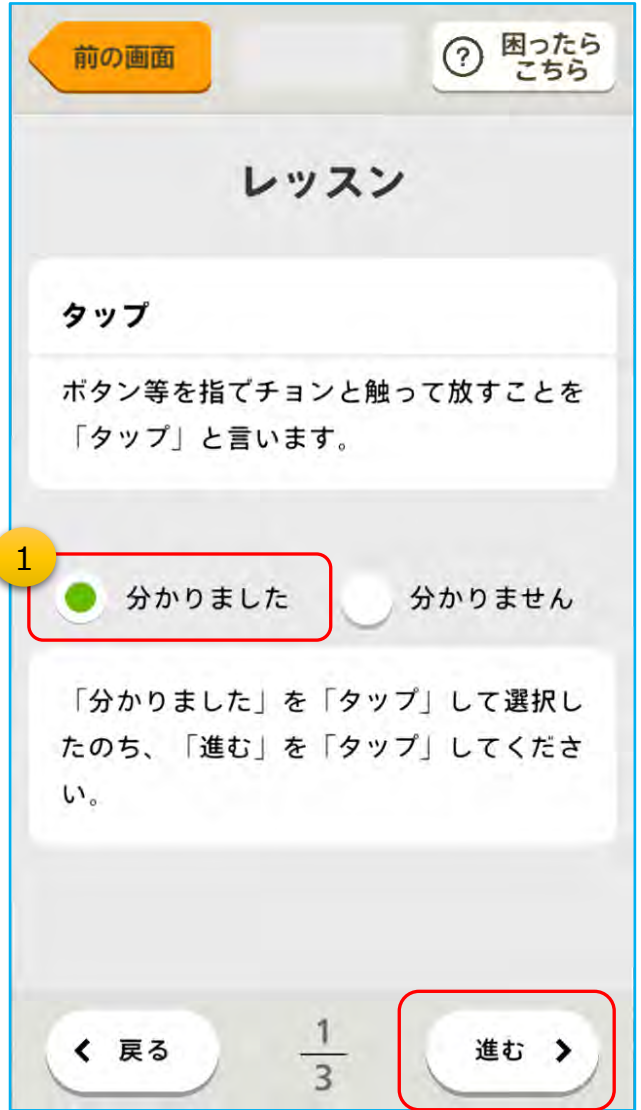 前の画面
? 困ったら
こちら
レッスン
タップ
ボタン等を指でチョンと触って放すことを
「タップ」と言います。
1
分かりました
分かりません
「分かりました」を「タップ」して選択し
たのち、「進む」を「タップ」してくださ
い。
戻る
1
3
進む